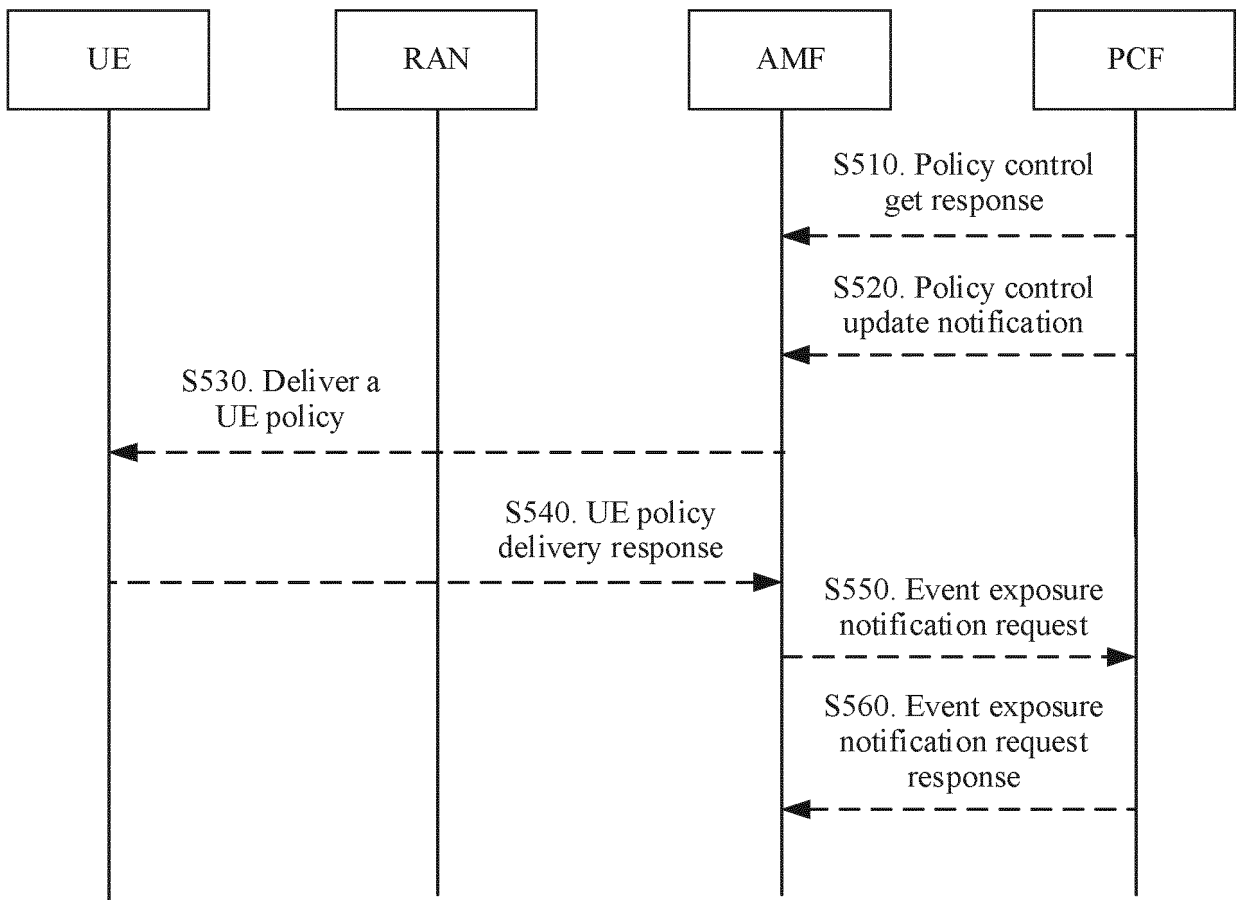 UE
RAN
AMF
PCF
S510. Policy control
get response
S520. Policy control
update notification
S530. Deliver a
UE policy
S540. UE policy
delivery response
S550. Event exposure
notification request
S560. Event exposure
notification request
response